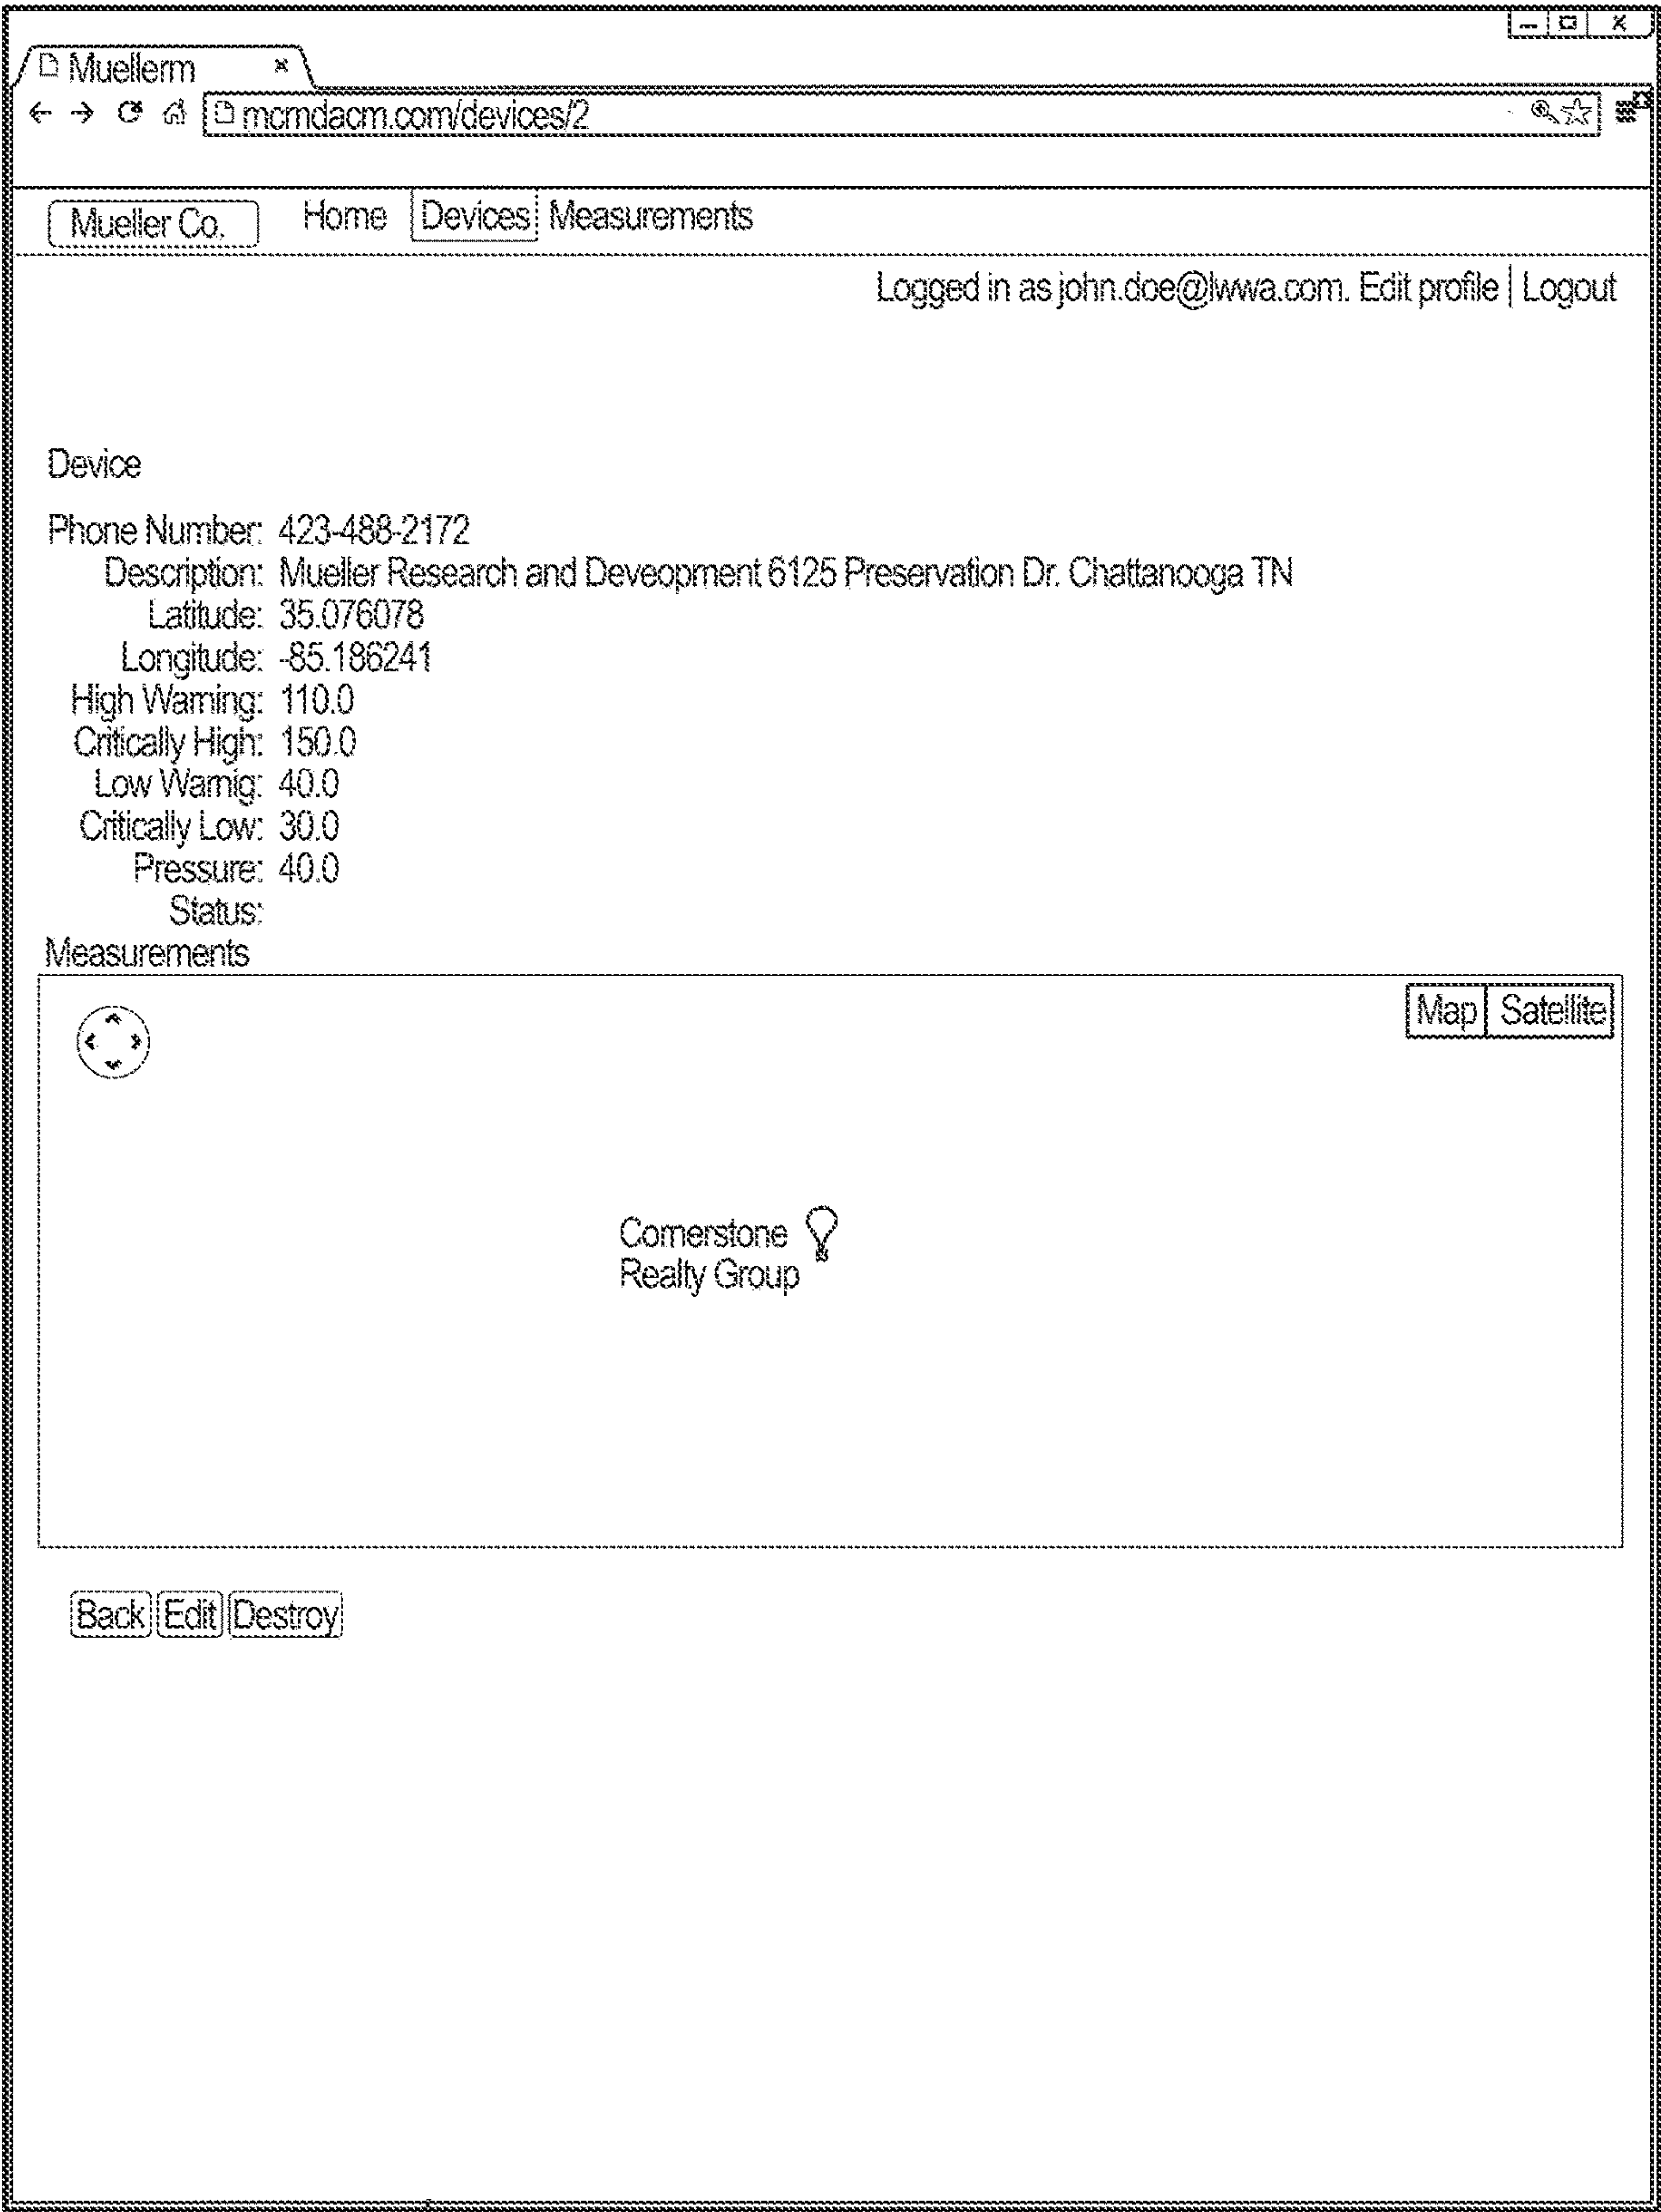 Muellerm
mcmdacm.com/devices/2
Mueller Co. Home Devices Measurements
Logged in as john.doe@lwwa.com. Edit profile | Logout
Device
Phone Number: 423-488-2172
Description: Mueller Research and Deveopment 6125 Preservation Dr. Chattanooga TN
Latitude: 35.076078
Longitude: -85.186241
High Warning: 110.0
Critically High: 150.0
Low Warnig: 40.0
Critically Low: 30.0
Pressure: 40.0
Status:
Measurements
Map Satellite
Cornerstone
Realty Group
Back Edit Destroy